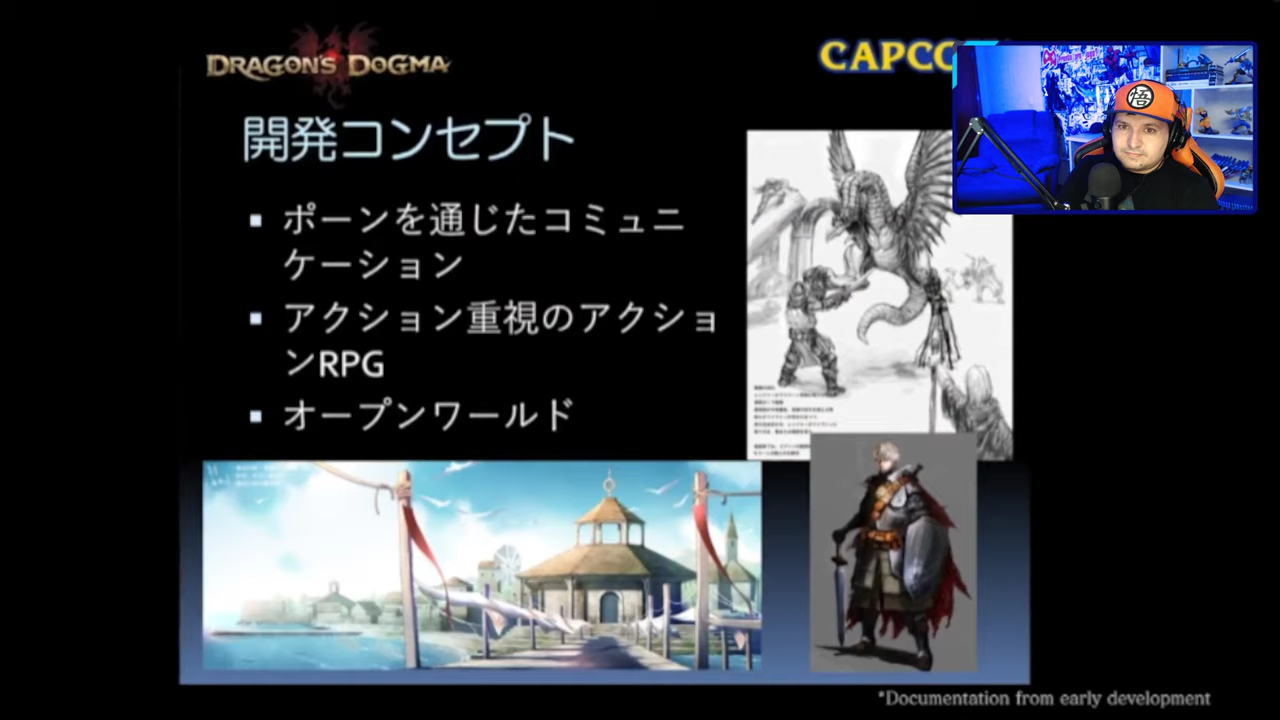 DRAGON'S DOGMA
CAPCO
開発コンセプト
▪ ポーンを通じたコミュニ
ケーション
▪ アクション重視のアクショ
ンRPG
▪ オープンワールド
悟
*Documentation from early development